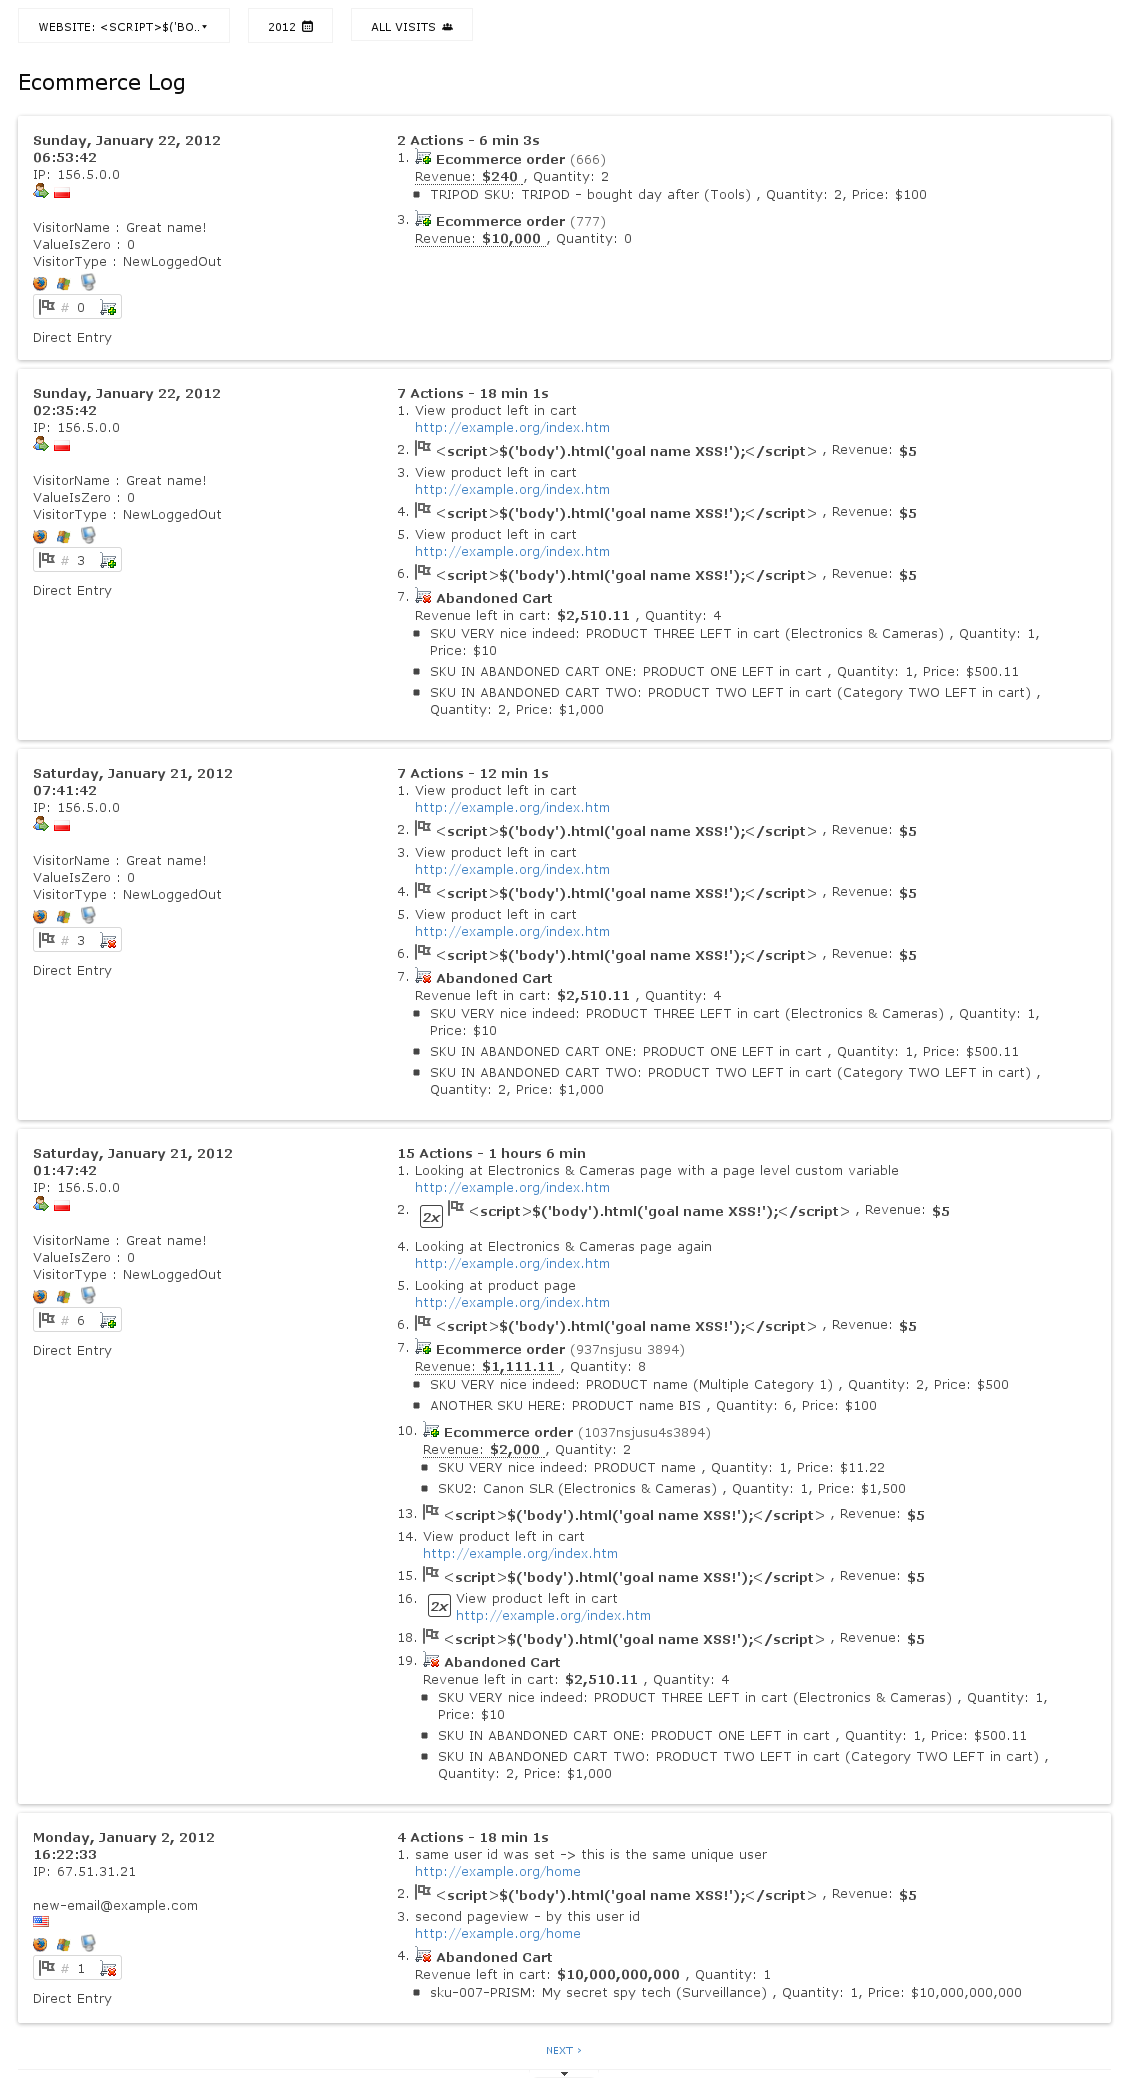 WEBSITE: <SCRIPT>$('BO..
2012
ALL VISITS
Ecommerce Log
Sunday, January 22, 2012
06:53:42
IP: 156.5.0.0
VisitorName : Great name!
ValueIsZero : 0
VisitorType : NewLoggedOut
# 0
Direct Entry
2 Actions - 6 min 3s
1. Ecommerce order (666)
Revenue: $240 , Quantity: 2
TRIPOD SKU: TRIPOD - bought day after (Tools) , Quantity: 2, Price: $100
3. Ecommerce order (777)
Revenue: $10,000 , Quantity: 0
Sunday, January 22, 2012
02:35:42
IP: 156.5.0.0
VisitorName : Great name!
ValueIsZero : 0
VisitorType : NewLoggedOut
# 3
Direct Entry
7 Actions - 18 min 1s
1. View product left in cart
http://example.org/index.htm
2. <script>$('body').html('goal name XSS!');</script> , Revenue: $5
3. View product left in cart
http://example.org/index.htm
4. <script>$('body').html('goal name XSS!');</script> , Revenue: $5
5. View product left in cart
http://example.org/index.htm
6. <script>$('body').html('goal name XSS!');</script> , Revenue: $5
7. Abandoned Cart
Revenue left in cart: $2,510.11 , Quantity: 4
SKU VERY nice indeed: PRODUCT THREE LEFT in cart (Electronics & Cameras) , Quantity: 1,
Price: $10
SKU IN ABANDONED CART ONE: PRODUCT ONE LEFT in cart , Quantity: 1, Price: $500.11
SKU IN ABANDONED CART TWO: PRODUCT TWO LEFT in cart (Category TWO LEFT in cart) ,
Quantity: 2, Price: $1,000
Saturday, January 21, 2012
07:41:42
IP: 156.5.0.0
VisitorName : Great name!
ValueIsZero : 0
VisitorType : NewLoggedOut
# 3
Direct Entry
7 Actions - 12 min 1s
1. View product left in cart
http://example.org/index.htm
2. <script>$('body').html('goal name XSS!');</script> , Revenue: $5
3. View product left in cart
http://example.org/index.htm
4. <script>$('body').html('goal name XSS!');</script> , Revenue: $5
5. View product left in cart
http://example.org/index.htm
6. <script>$('body').html('goal name XSS!');</script> , Revenue: $5
7. Abandoned Cart
Revenue left in cart: $2,510.11 , Quantity: 4
SKU VERY nice indeed: PRODUCT THREE LEFT in cart (Electronics & Cameras) , Quantity: 1,
Price: $10
SKU IN ABANDONED CART ONE: PRODUCT ONE LEFT in cart , Quantity: 1, Price: $500.11
SKU IN ABANDONED CART TWO: PRODUCT TWO LEFT in cart (Category TWO LEFT in cart) ,
Quantity: 2, Price: $1,000
Saturday, January 21, 2012
01:47:42
IP: 156.5.0.0
VisitorName : Great name!
ValueIsZero : 0
VisitorType : NewLoggedOut
# 6
Direct Entry
15 Actions - 1 hours 6 min
1. Looking at Electronics & Cameras page with a page level custom variable
http://example.org/index.htm
2. 2x <script>$('body').html('goal name XSS!');</script> , Revenue: $5
4. Looking at Electronics & Cameras page again
http://example.org/index.htm
5. Looking at product page
http://example.org/index.htm
6. <script>$('body').html('goal name XSS!');</script> , Revenue: $5
7. Ecommerce order (937nsjusu 3894)
Revenue: $1,111.11 , Quantity: 8
SKU VERY nice indeed: PRODUCT name (Multiple Category 1) , Quantity: 2, Price: $500
ANOTHER SKU HERE: PRODUCT name BIS , Quantity: 6, Price: $100
10. Ecommerce order (1037nsjusu4s3894)
Revenue: $2,000 , Quantity: 2
SKU VERY nice indeed: PRODUCT name , Quantity: 1, Price: $11.22
SKU2: Canon SLR (Electronics & Cameras) , Quantity: 1, Price: $1,500
13. <script>$('body').html('goal name XSS!');</script> , Revenue: $5
14. View product left in cart
http://example.org/index.htm
15. <script>$('body').html('goal name XSS!');</script> , Revenue: $5
16. 2x View product left in cart
http://example.org/index.htm
18. <script>$('body').html('goal name XSS!');</script> , Revenue: $5
19. Abandoned Cart
Revenue left in cart: $2,510.11 , Quantity: 4
SKU VERY nice indeed: PRODUCT THREE LEFT in cart (Electronics & Cameras) , Quantity: 1,
Price: $10
SKU IN ABANDONED CART ONE: PRODUCT ONE LEFT in cart , Quantity: 1, Price: $500.11
SKU IN ABANDONED CART TWO: PRODUCT TWO LEFT in cart (Category TWO LEFT in cart) ,
Quantity: 2, Price: $1,000
Monday, January 2, 2012
16:22:33
IP: 67.51.31.21
new-email@example.com
# 1
Direct Entry
4 Actions - 18 min 1s
1. same user id was set -> this is the same unique user
http://example.org/home
2. <script>$('body').html('goal name XSS!');</script> , Revenue: $5
3. second pageview - by this user id
http://example.org/home
4. Abandoned Cart
Revenue left in cart: $10,000,000,000 , Quantity: 1
sku-007-PRISM: My secret spy tech (Surveillance) , Quantity: 1, Price: $10,000,000,000
NEXT ›